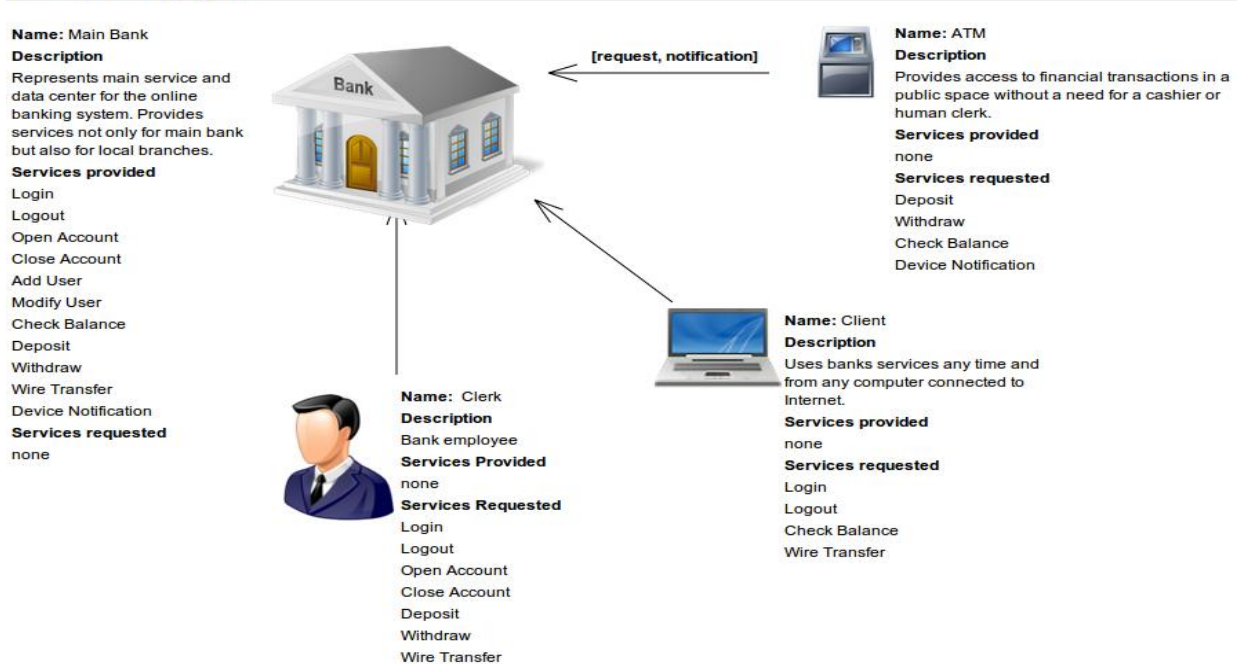 Name: Main Bank
Description
Represents main service and
data center for the online
banking system. Provides
services not only for main bank
but also for local branches.
Services provided
Login
Logout
Open Account
Close Account
Add User
Modify User
Check Balance
Deposit
Withdraw
Wire Transfer
Device Notification
Services requested
none
Bank
[request, notification]
Name: ATM
Description
Provides access to financial transactions in a
public space without a need for a cashier or
human clerk.
Services provided
none
Services requested
Deposit
Withdraw
Check Balance
Device Notification
Name: Clerk
Description
Bank employee
Services Provided
none
Services Requested
Login
Logout
Open Account
Close Account
Deposit
Withdraw
Wire Transfer
Name: Client
Description
Uses banks services any time and
from any computer connected to
Internet.
Services provided
none
Services requested
Login
Logout
Check Balance
Wire Transfer